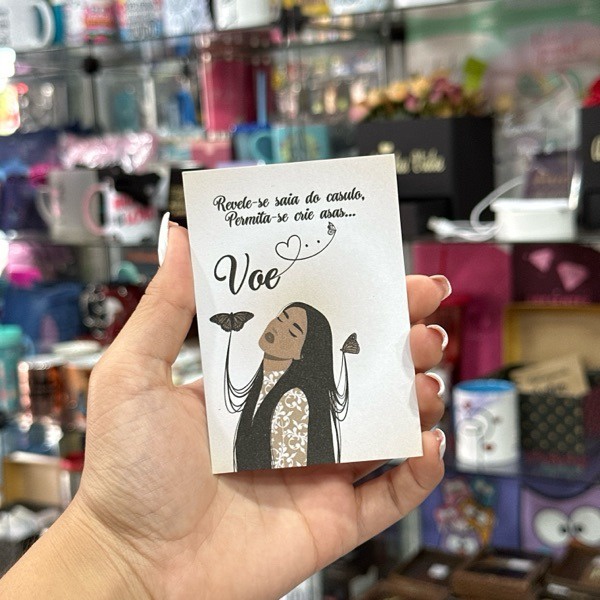 Revele-se saia do casulo,
Permita-se crie asas...
Voe